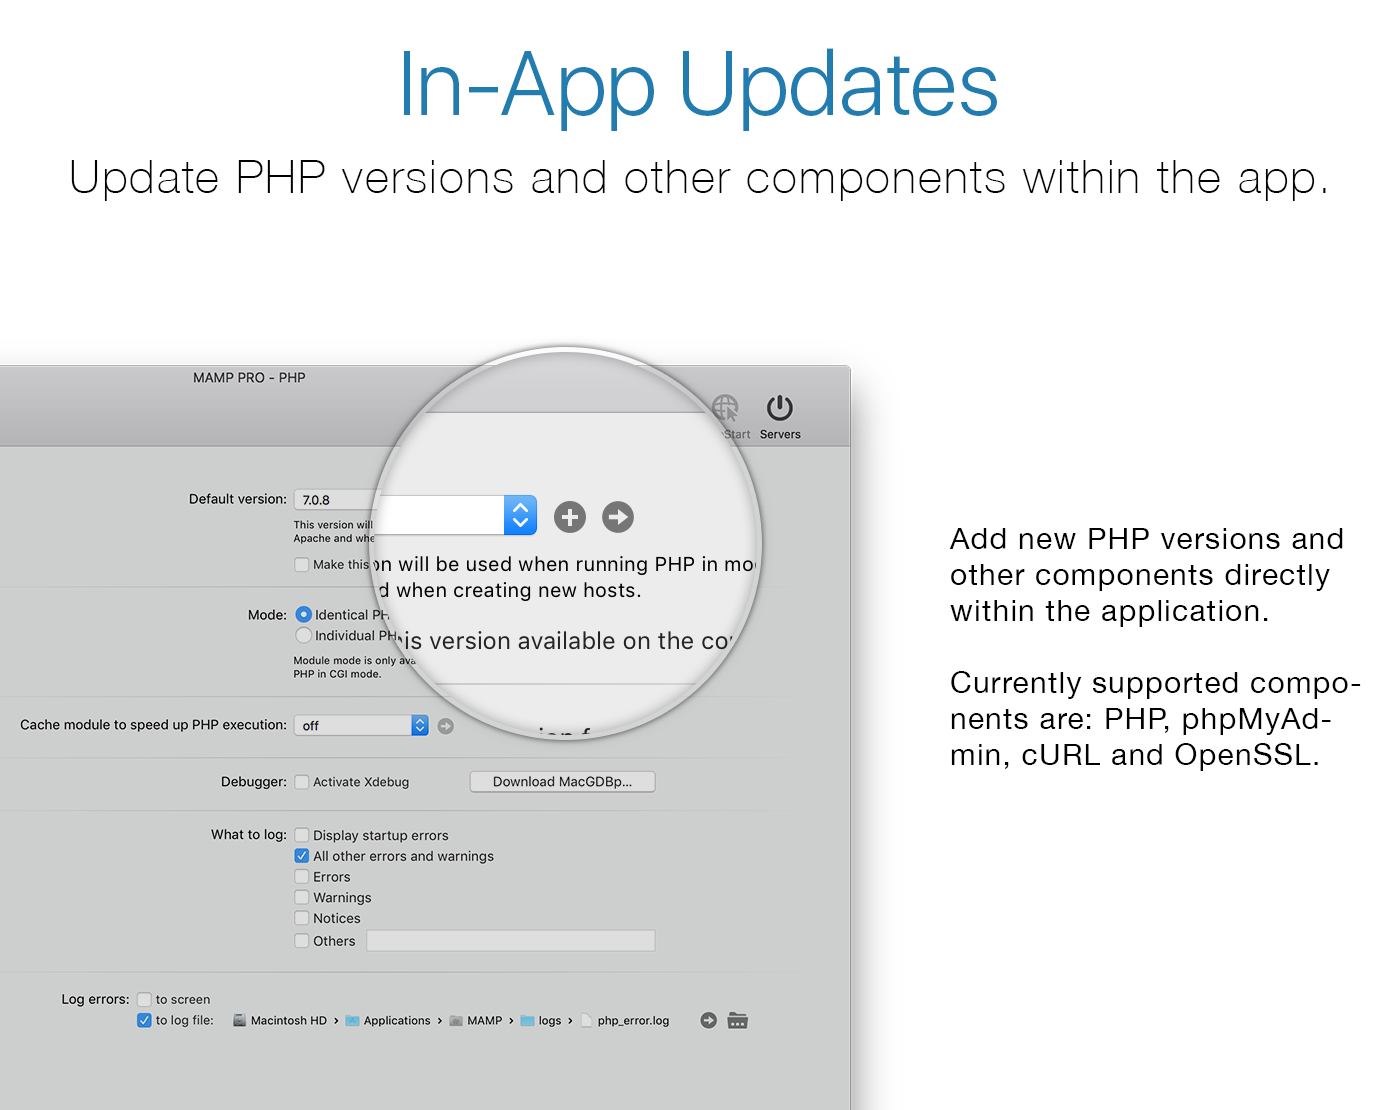 In-App Updates
Update PHP versions and other components within the app.
MAMP PRO - PHP
Start
Servers
Default version: 7.0.8
This version will
Apache and whe
Make this
on will be used when running PHP in mo
d when creating new hosts.
is version available on the co
Mode: Identical PH
Individual PH
Module mode is only ava
PHP in CGI mode.
Cache module to speed up PHP execution: off
Debugger: Activate Xdebug
Download MacGDBp...
What to log: Display startup errors
All other errors and warnings
Errors
Warnings
Notices
Others
Log errors: to screen
to log file: Macintosh HD › Applications › MAMP › logs › php_error.log
Add new PHP versions and
other components directly
within the application.
Currently supported compo-
nents are: PHP, phpMyAd-
min, cURL and OpenSSL.